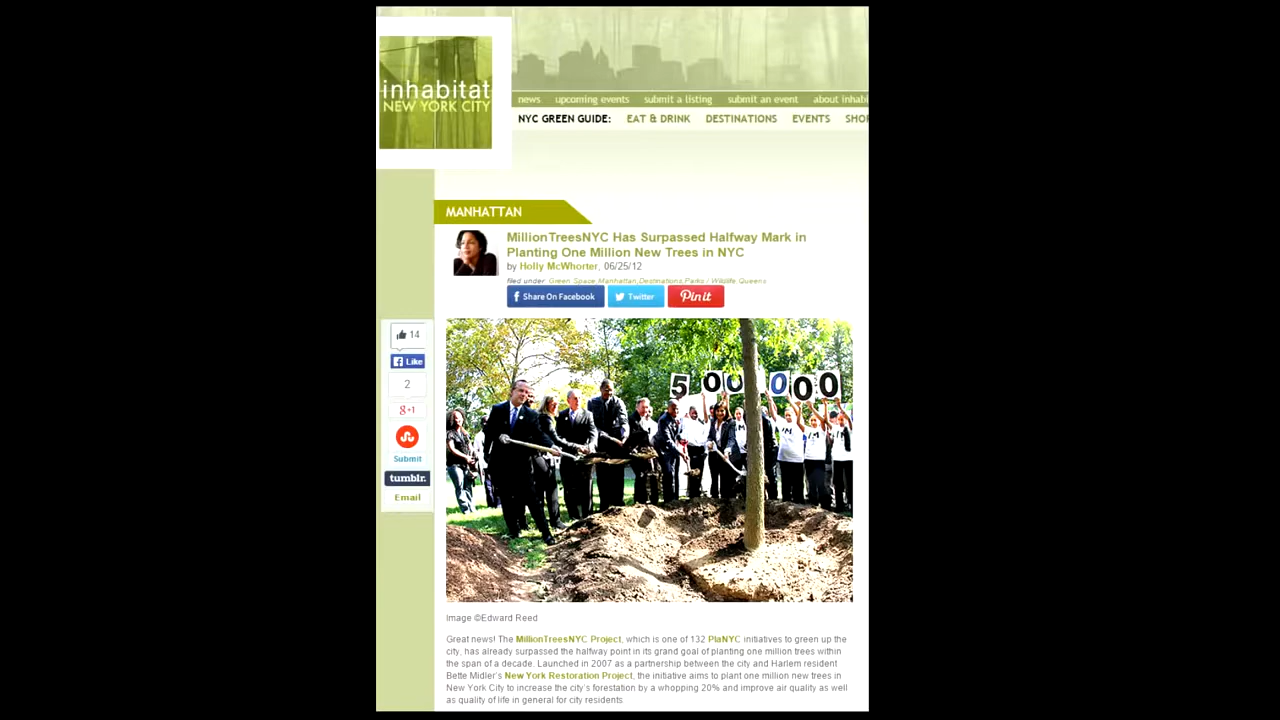 inhabitat
NEW YORK CITY
news upcoming events submit a listing submit an event about inhabi
NYC GREEN GUIDE: EAT & DRINK DESTINATIONS EVENTS SHOP
MANHATTAN
MillionTreesNYC Has Surpassed Halfway Mark in
Planting One Million New Trees in NYC
by Holly McWhorter, 06/25/12
filed under: Green Space, Manhattan, Destinations, Parks / Wildlife, Queens
Share On Facebook Twitter Pin it
14
Like
2
g+1
Submit
tumblr.
Email
5 00 000
Image ©Edward Reed
Great news! The MillionTreesNYC Project, which is one of 132 PlaNYC initiatives to green up the
city, has already surpassed the halfway point in its grand goal of planting one million trees within
the span of a decade. Launched in 2007 as a partnership between the city and Harlem resident
Bette Midler's New York Restoration Project, the initiative aims to plant one million new trees in
New York City to increase the city's forestation by a whopping 20% and improve air quality as well
as quality of life in general for city residents.